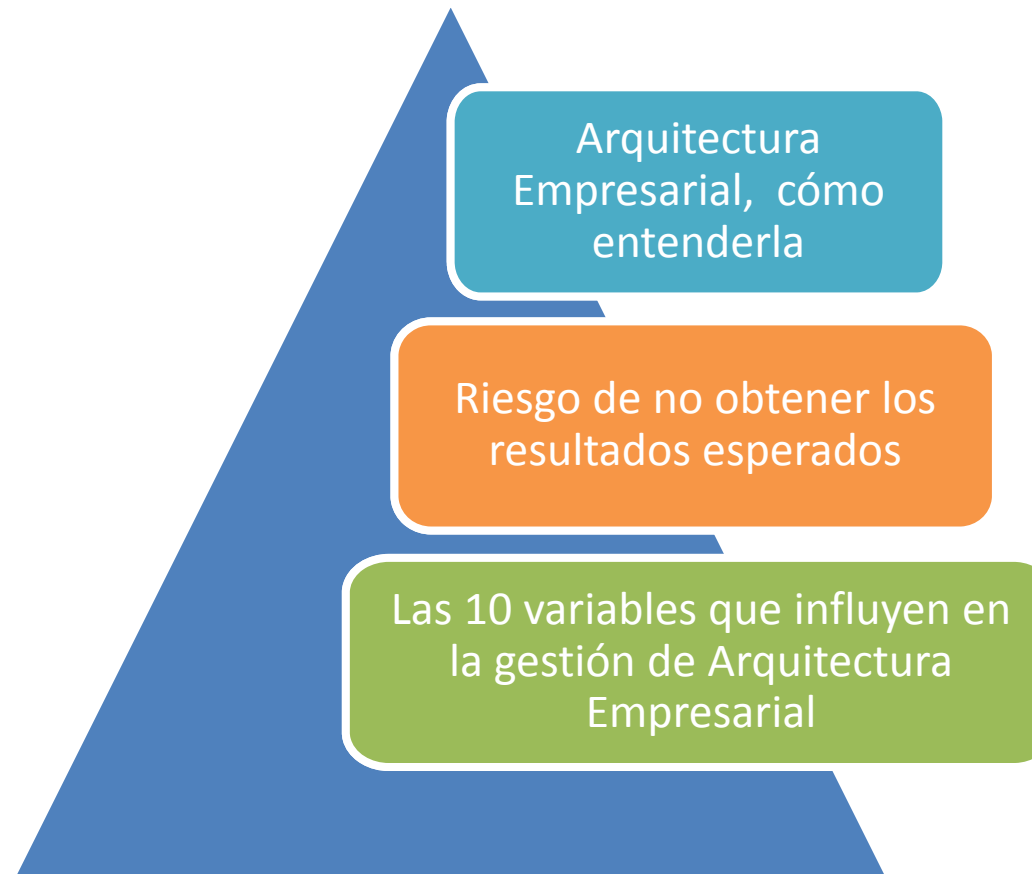 Arquitectura
Empresarial, cómo
entenderla
Riesgo de no obtener los
resultados esperados
Las 10 variables que influyen en
la gestión de Arquitectura
Empresarial